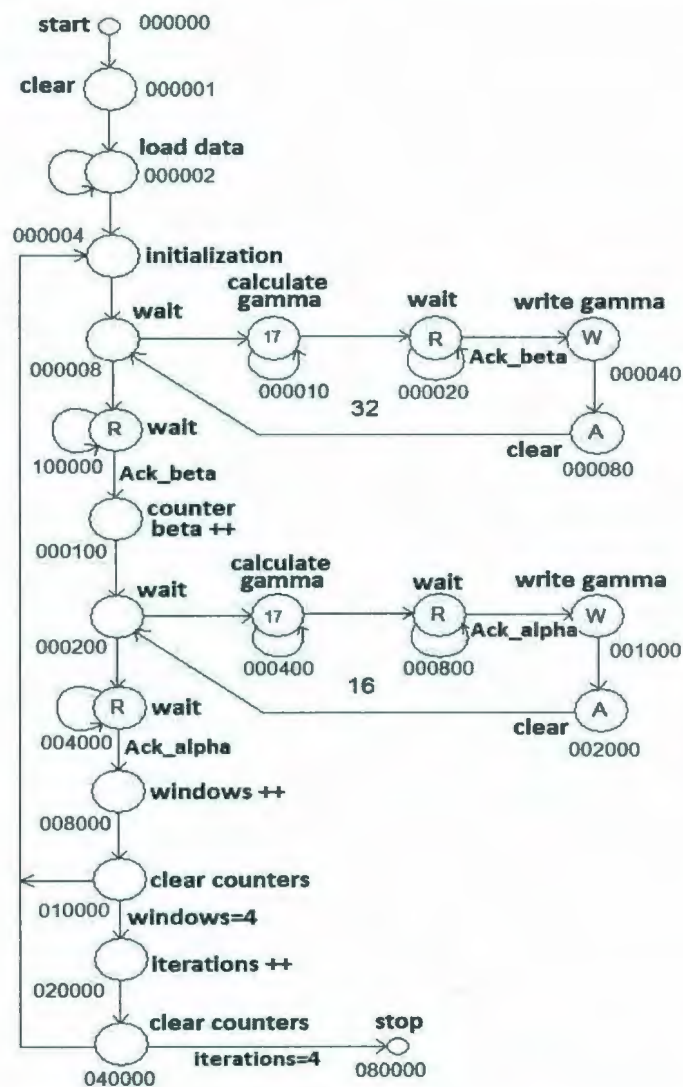 start
000000
clear
000001
load data
000002
000004
initialization
calculate
gamma
wait
write gamma
wait
17
R
W
Ack_beta
000008
000010
000020
000040
32
R
wait
clear
A
100000
000080
Ack_beta
counter
beta ++
000100
calculate
gamma
wait
write gamma
wait
17
R
W
Ack_alpha
000200
000400
000800
001000
16
R
wait
clear
A
004000
002000
Ack_alpha
windows ++
008000
clear counters
010000
windows=4
iterations ++
020000
clear counters
stop
iterations=4
040000
080000